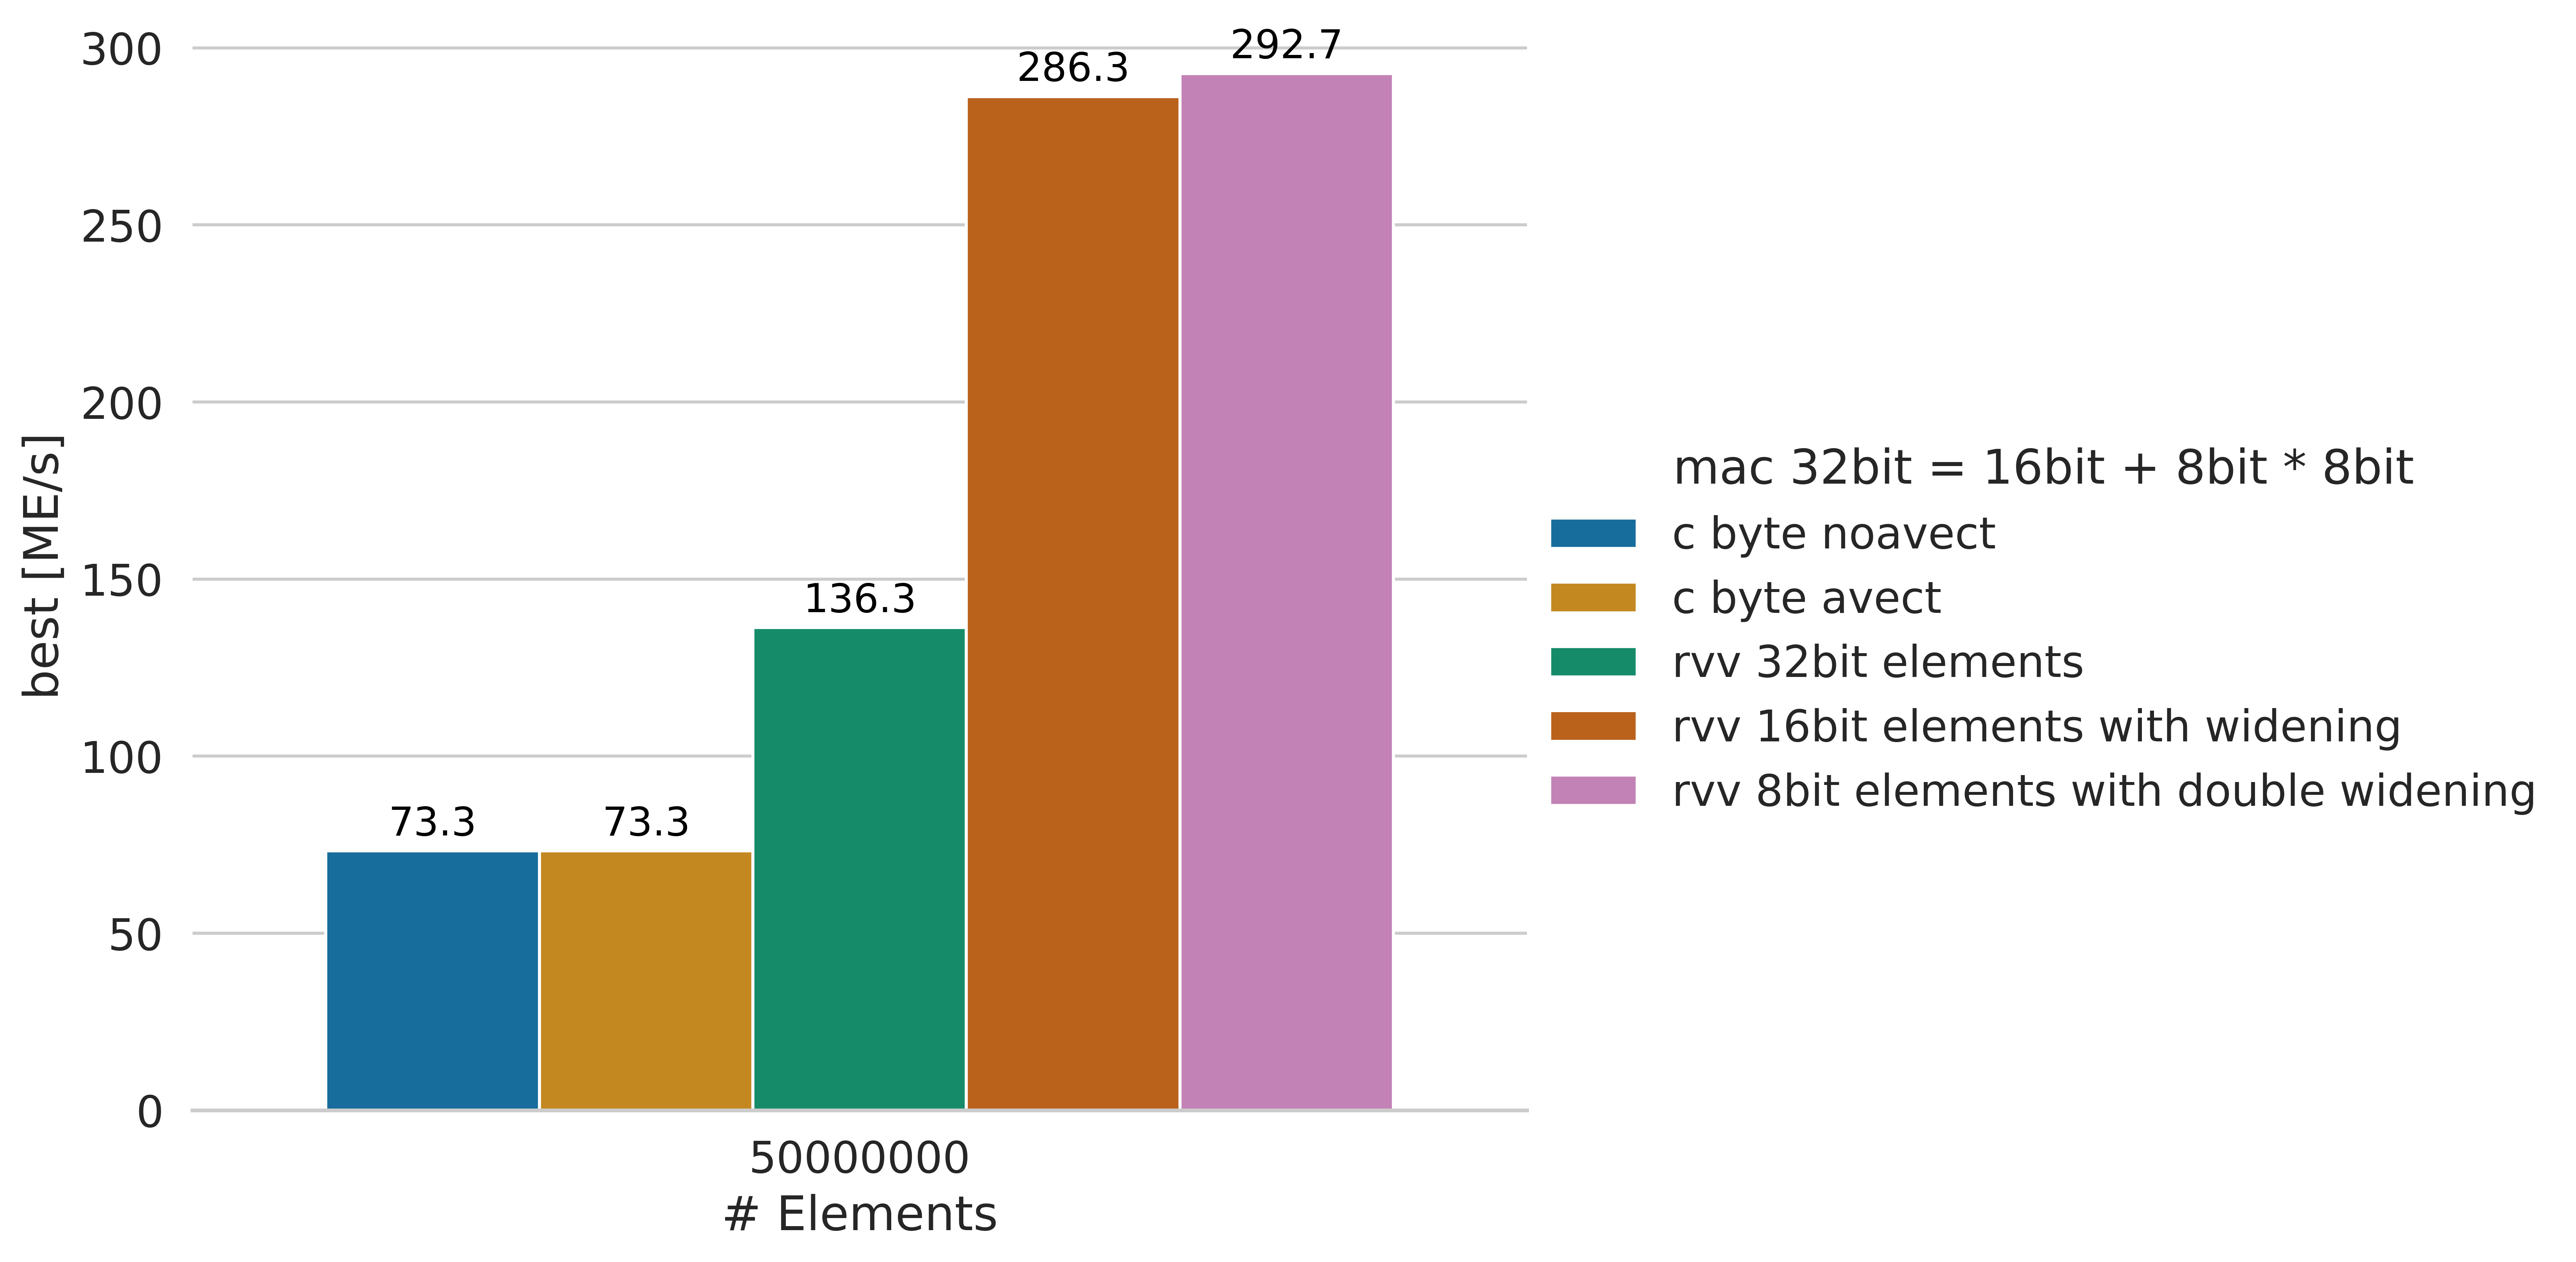 300
250
200
150
100
50
0
best [ME/s]
73.3
73.3
136.3
286.3
292.7
50000000
# Elements
mac 32bit = 16bit + 8bit * 8bit
c byte noavect
c byte avect
rvv 32bit elements
rvv 16bit elements with widening
rvv 8bit elements with double widening